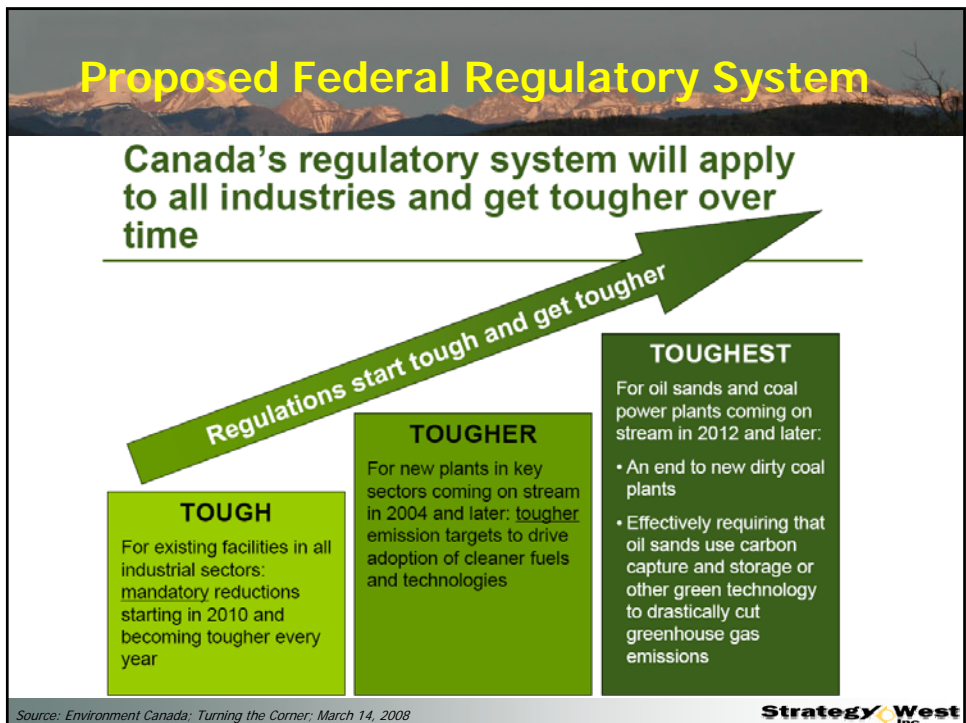 Proposed Federal Regulatory System
Canada's regulatory system will apply
to all industries and get tougher over
time
Regulations start tough and get tougher
TOUGH
For existing facilities in all
industrial sectors:
mandatory reductions
starting in 2010 and
becoming tougher every
year
TOUGHER
For new plants in key
sectors coming on stream
in 2004 and later: tougher
emission targets to drive
adoption of cleaner fuels
and technologies
TOUGHEST
For oil sands and coal
power plants coming on
stream in 2012 and later:
• An end to new dirty coal
plants
• Effectively requiring that
oil sands use carbon
capture and storage or
other green technology
to drastically cut
greenhouse gas
emissions
Source: Environment Canada; Turning the Corner; March 14, 2008
Strategy West
Inc.